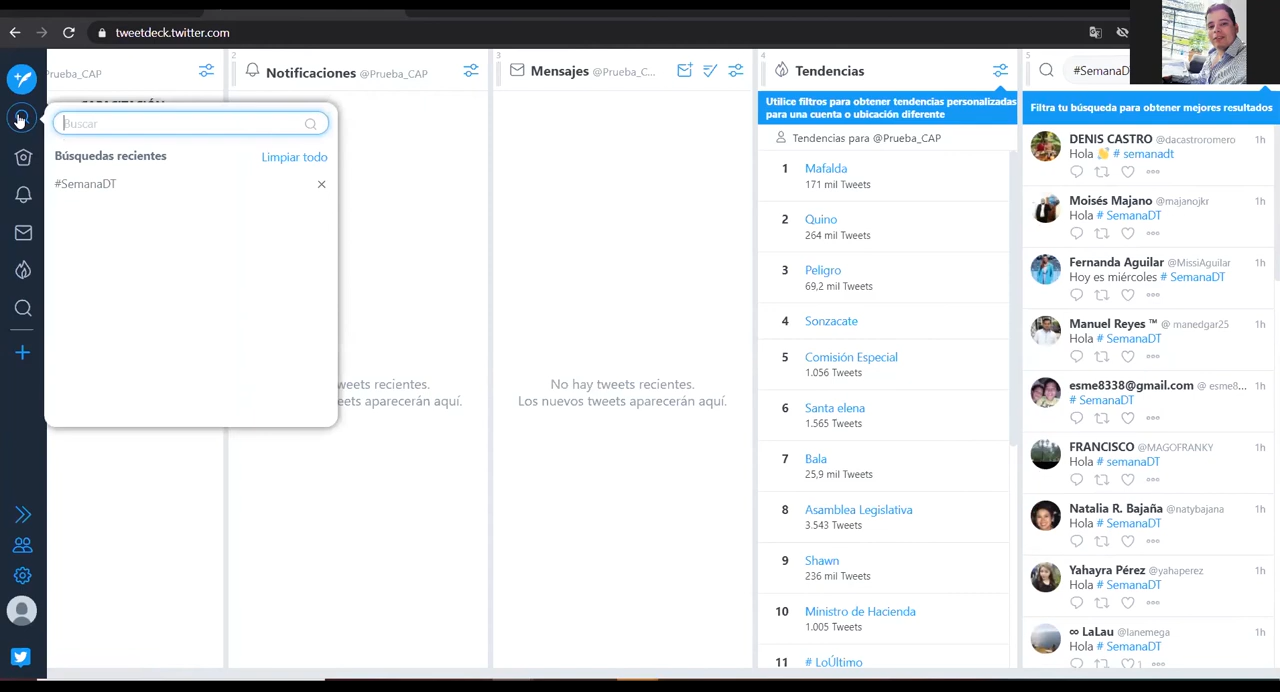 tweetdeck.twitter.com
Prueba_CAP
Buscar
Búsquedas recientes
Limpiar todo
#SemanaDT
2
Notificaciones @Prueba_CAP
tweets recientes.
aparecerán aquí.
3
Mensajes @Prueba_C...
No hay tweets recientes.
Los nuevos tweets aparecerán aquí.
4
Tendencias
Utilice filtros para obtener tendencias personalizadas
para una cuenta o ubicación diferente
Tendencias para @Prueba_CAP
1 Mafalda
171 mil Tweets
2 Quino
264 mil Tweets
3 Peligro
69,2 mil Tweets
4 Sonzacate
5 Comisión Especial
1.056 Tweets
6 Santa elena
1.565 Tweets
7 Bala
25,9 mil Tweets
8 Asamblea Legislativa
3.543 Tweets
9 Shawn
236 mil Tweets
10 Ministro de Hacienda
1.005 Tweets
11 # LoÚltimo
5
#SemanaD
Filtra tu búsqueda para obtener mejores resultados
DENIS CASTRO @dacastroromero 1h
Hola 👋 # semanadt
Moisés Majano @majanojkr 1h
Hola # SemanaDT
Fernanda Aguilar @MissiAguilar 1h
Hoy es miércoles # SemanaDT
Manuel Reyes ™ @ manedgar25 1h
Hola # SemanaDT
esme8338@gmail.com @ esme8... 1h
# SemanaDT
FRANCISCO @MAGOFRANKY 1h
Hola # semanaDT
Natalia R. Bajaña @natybajana 1h
Hola # SemanaDT
Yahayra Pérez @yahaperez 1h
Hola # SemanaDT
∞ LaLau @lanemega 1h
Hola # SemanaDT
1